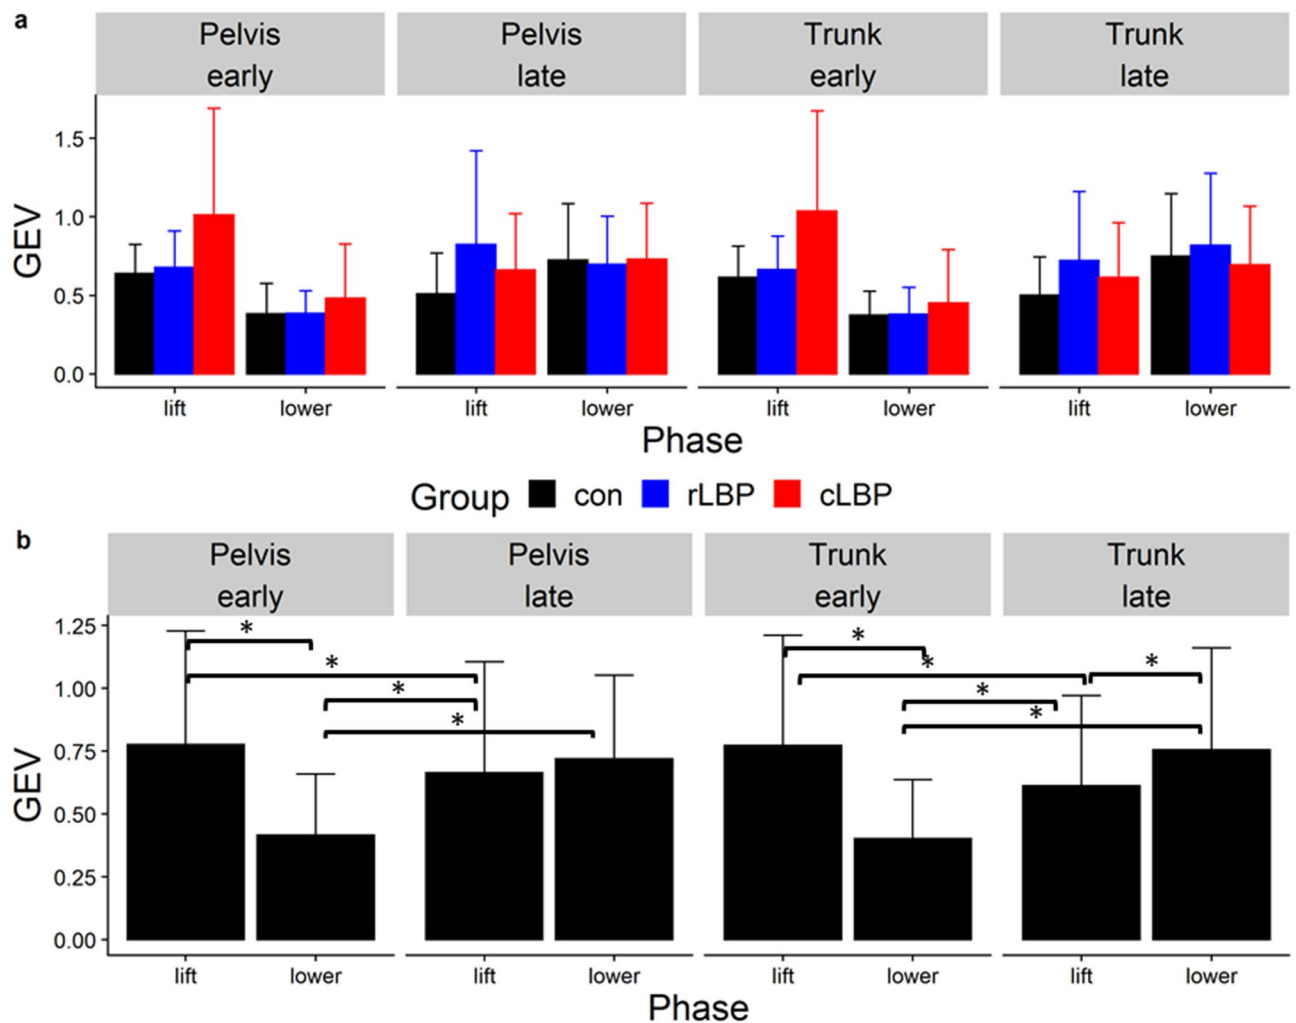 a
Pelvis Pelvis Trunk Trunk
early late early late
1.5
1.0
0.5
0.0
GEV
lift lower lift lower lift lower lift lower
Phase
Group con rLBP cLBP
b
Pelvis Pelvis Trunk Trunk
early late early late
1.25
1.00
0.75
0.50
0.25
0.00
GEV
* * * *
* * * * *
lift lower lift lower lift lower lift lower
Phase